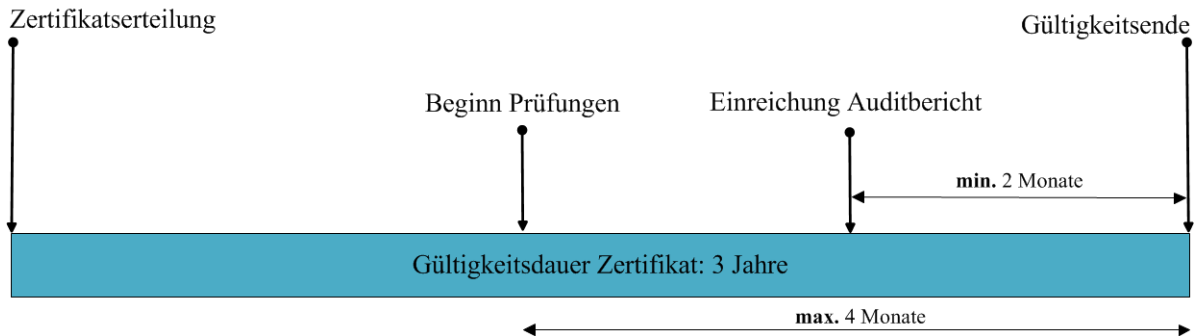 Zertifikatserteilung
Gültigkeitsende
Beginn Prüfungen
Einreichung Auditbericht
min. 2 Monate
Gültigkeitsdauer Zertifikat: 3 Jahre
max. 4 Monate